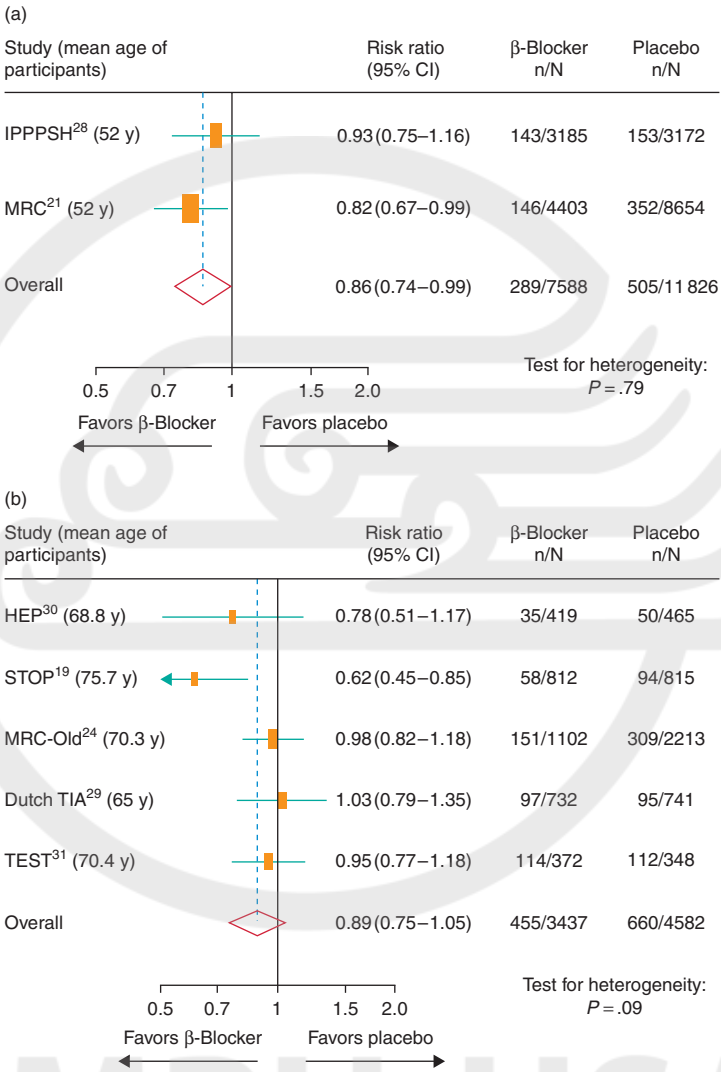 (a)
Study (mean age of participants) Risk ratio (95% CI) β-Blocker n/N Placebo n/N
IPPPSH28 (52 y) 0.93 (0.75–1.16) 143/3185 153/3172
MRC21 (52 y) 0.82 (0.67–0.99) 146/4403 352/8654
Overall 0.86 (0.74–0.99) 289/7588 505/11 826
Test for heterogeneity:
P = .79
0.5 0.7 1 1.5 2.0
Favors β-Blocker Favors placebo
(b)
Study (mean age of participants) Risk ratio (95% CI) β-Blocker n/N Placebo n/N
HEP30 (68.8 y) 0.78 (0.51–1.17) 35/419 50/465
STOP19 (75.7 y) 0.62 (0.45–0.85) 58/812 94/815
MRC-Old24 (70.3 y) 0.98 (0.82–1.18) 151/1102 309/2213
Dutch TIA29 (65 y) 1.03 (0.79–1.35) 97/732 95/741
TEST31 (70.4 y) 0.95 (0.77–1.18) 114/372 112/348
Overall 0.89 (0.75–1.05) 455/3437 660/4582
Test for heterogeneity:
P = .09
0.5 0.7 1 1.5 2.0
Favors β-Blocker Favors placebo